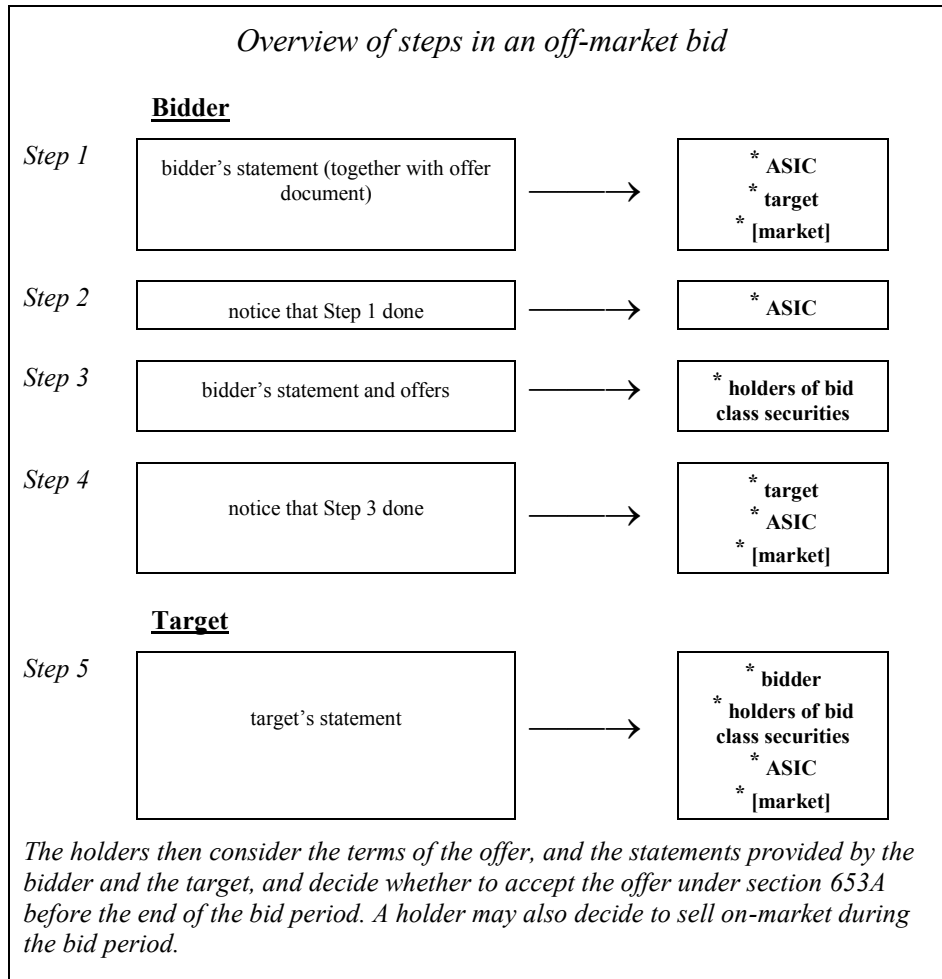 Overview of steps in an off-market bid
Bidder
Step 1
bidder’s statement (together with offer
document)
* ASIC
* target
* [market]
Step 2
notice that Step 1 done
* ASIC
Step 3
bidder’s statement and offers
* holders of bid
class securities
Step 4
notice that Step 3 done
* target
* ASIC
* [market]
Target
Step 5
target’s statement
* bidder
* holders of bid
class securities
* ASIC
* [market]
The holders then consider the terms of the offer, and the statements provided by the
bidder and the target, and decide whether to accept the offer under section 653A
before the end of the bid period. A holder may also decide to sell on-market during
the bid period.